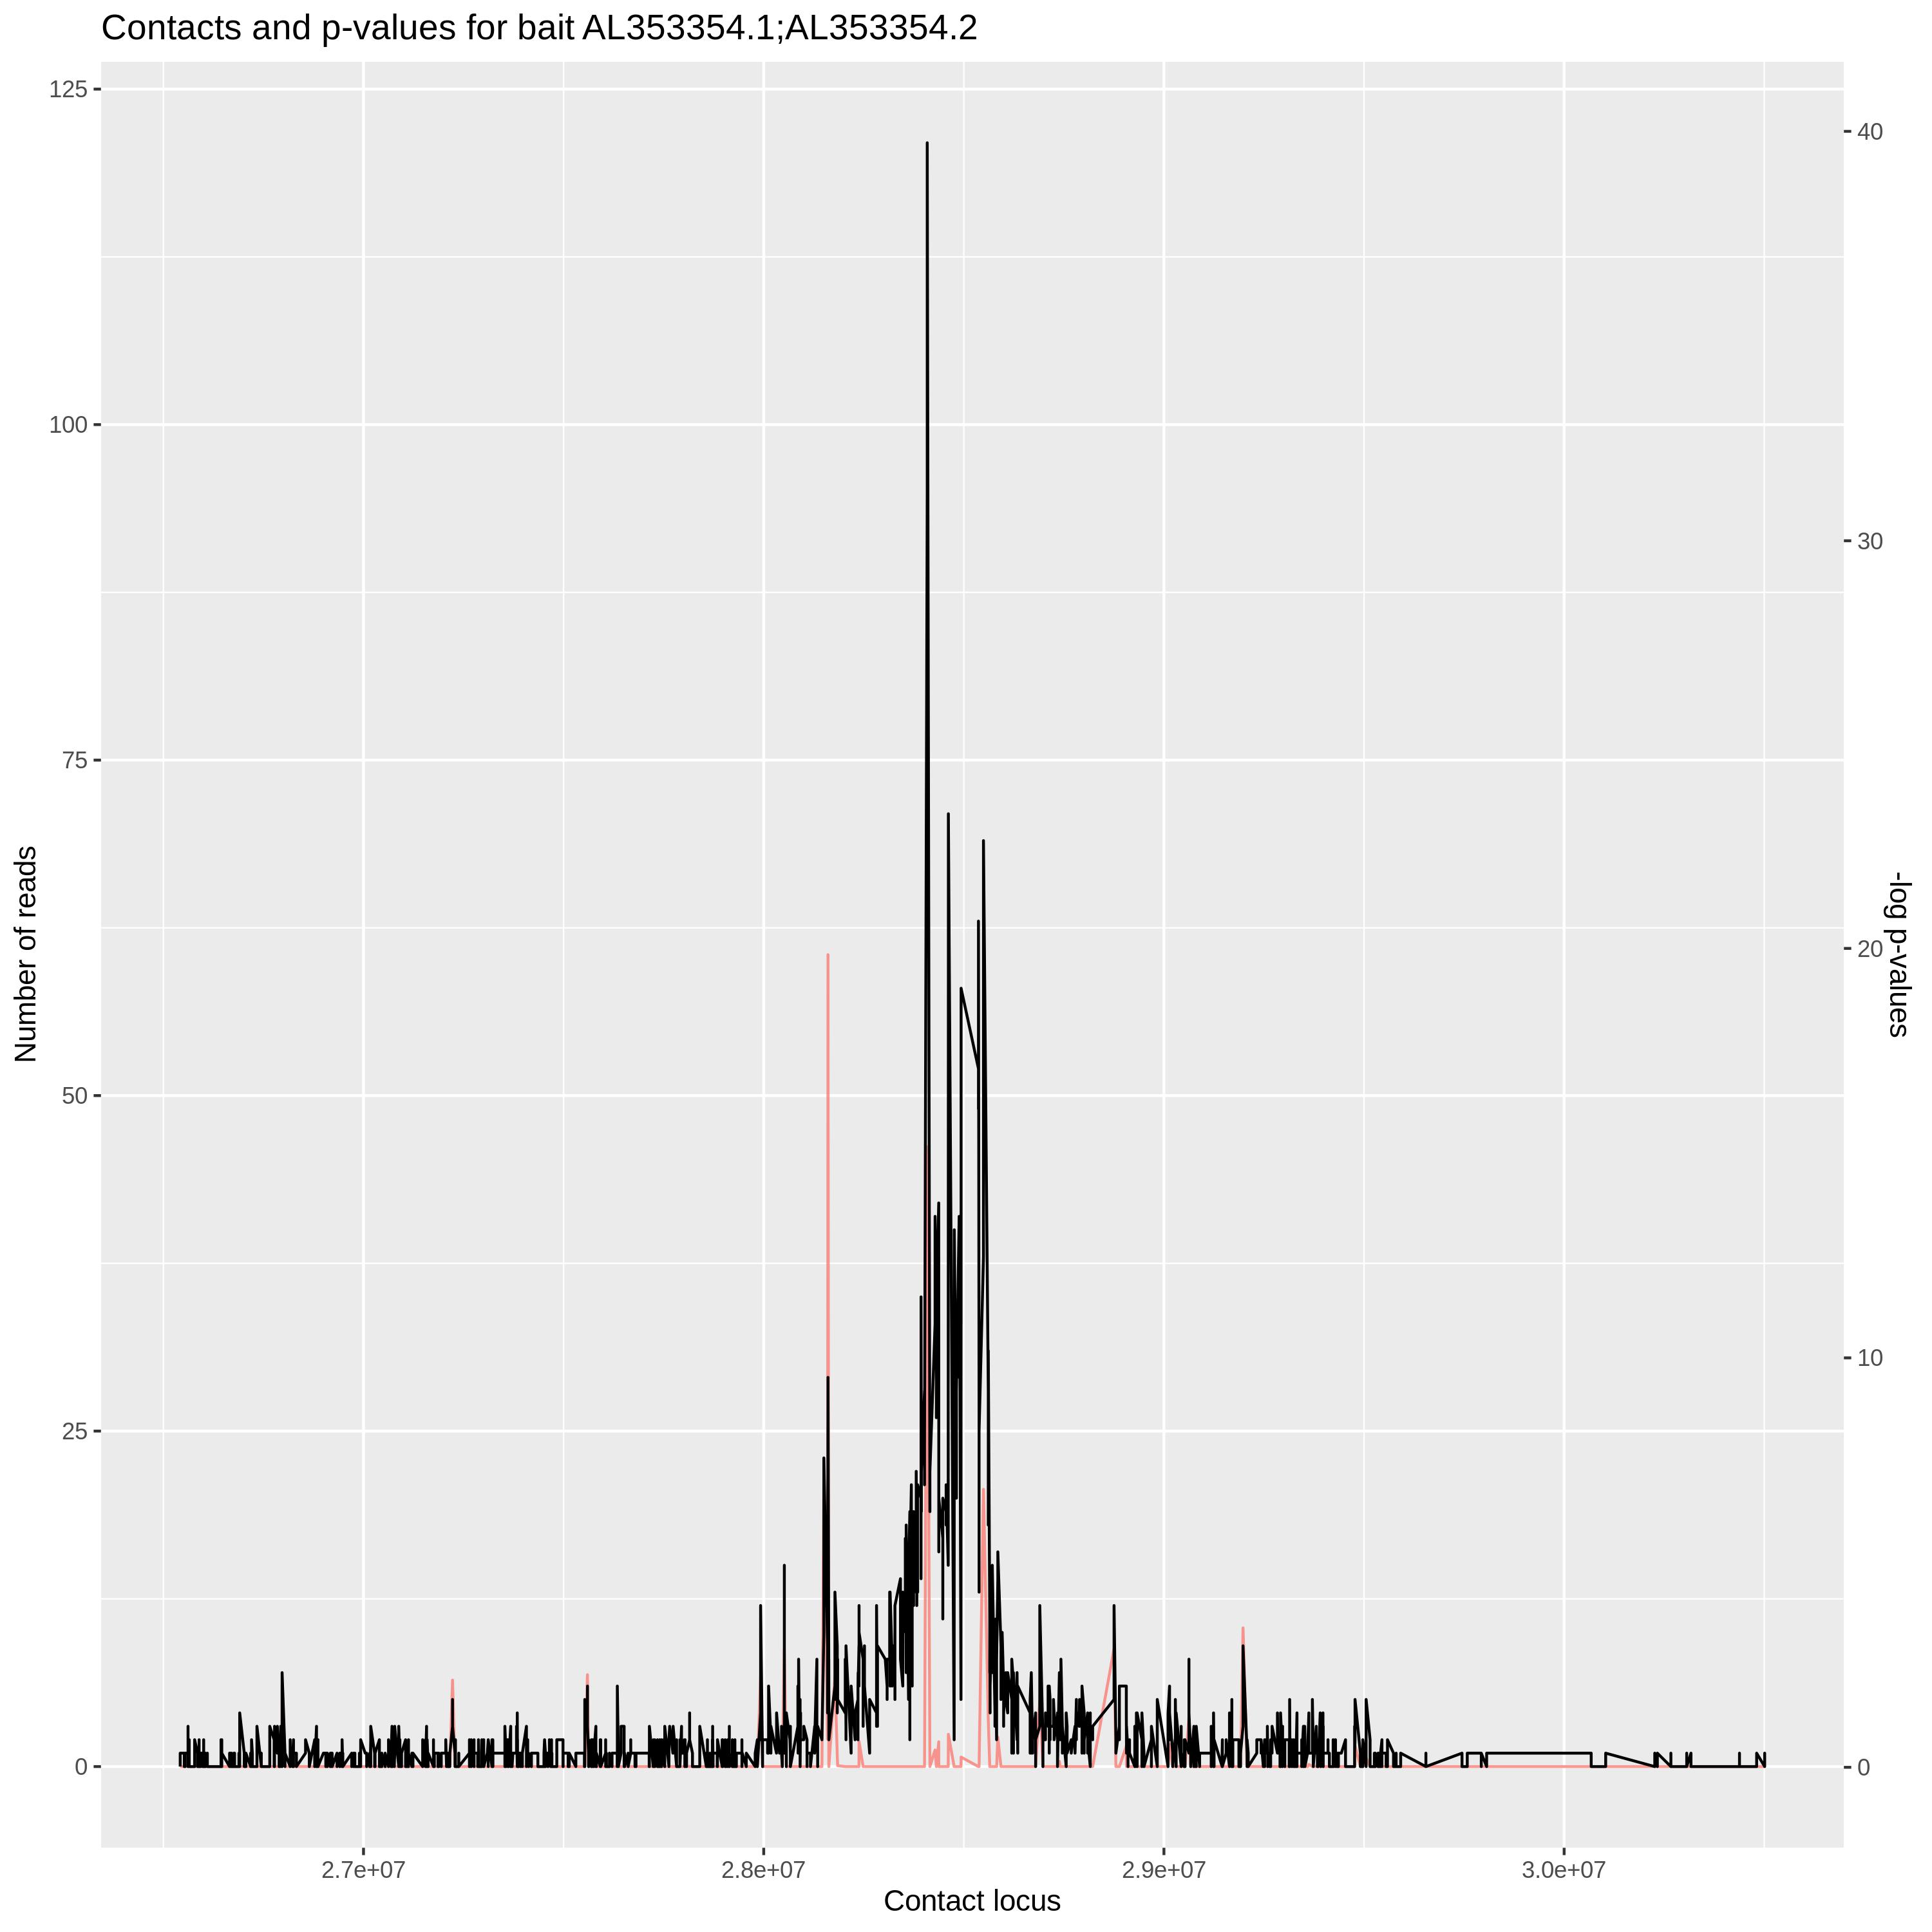 Contacts and p-values for bait AL353354.1;AL353354.2
125
100
75
50
25
0
40
30
20
10
0
Number of reads
-log p-values
2.7e+07 2.8e+07 2.9e+07 3.0e+07
Contact locus